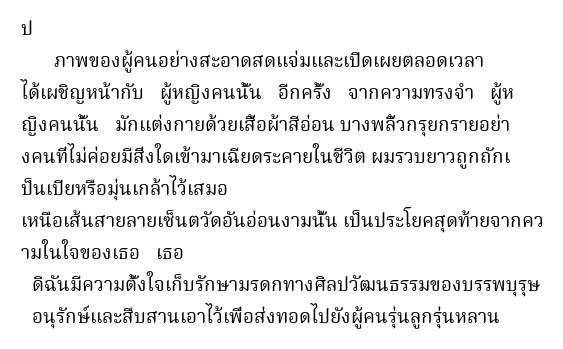 ป
ภาพของผู้คนอย่างสะอาดสดแจ่มและเปิดเผยตลอดเวลา
ได้เผชิญหน้ากับ ผู้หญิงคนนั้น อีกครั้ง จากความทรงจำ ผู้ห
ญิงคนนั้น มักแต่งกายด้วยเสื้อผ้าสีอ่อน บางพลิ้วกรุยกรายอย่า
งคนที่ไม่ค่อยมีสิ่งใดเข้ามาเฉียดระคายในชีวิต ผมรวบยาวถูกถักเ
ป็นเปียหรือมุ่นเกล้าไว้เสมอ
เหนือเส้นสายลายเซ็นตวัดอันอ่อนงามนั้น เป็นประโยคสุดท้ายจากคว
ามในใจของเธอ เธอ
ดิฉันมีความตั้งใจเก็บรักษามรดกทางศิลปวัฒนธรรมของบรรพบุรุษ
อนุรักษ์และสืบสานเอาไว้เพื่อส่งทอดไปยังผู้คนรุ่นลูกรุ่นหลาน